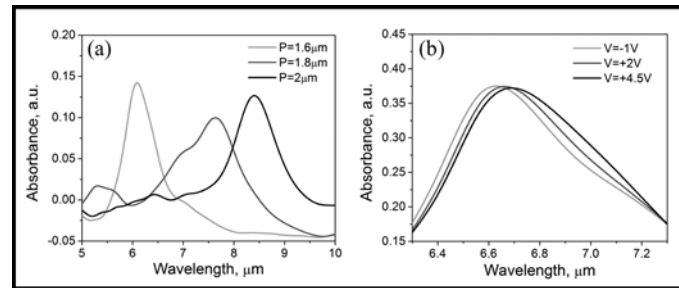 (a)
P=1.6μm
P=1.8μm
P=2μm
Absorbance, a.u.
0.20
0.15
0.10
0.05
0.00
-0.05
5 6 7 8 9 10
Wavelength, μm
(b)
V=-1V
V=+2V
V=+4.5V
Absorbance, a.u.
0.45
0.40
0.35
0.30
0.25
0.20
0.15
6.4 6.6 6.8 7.0 7.2
Wavelength, μm